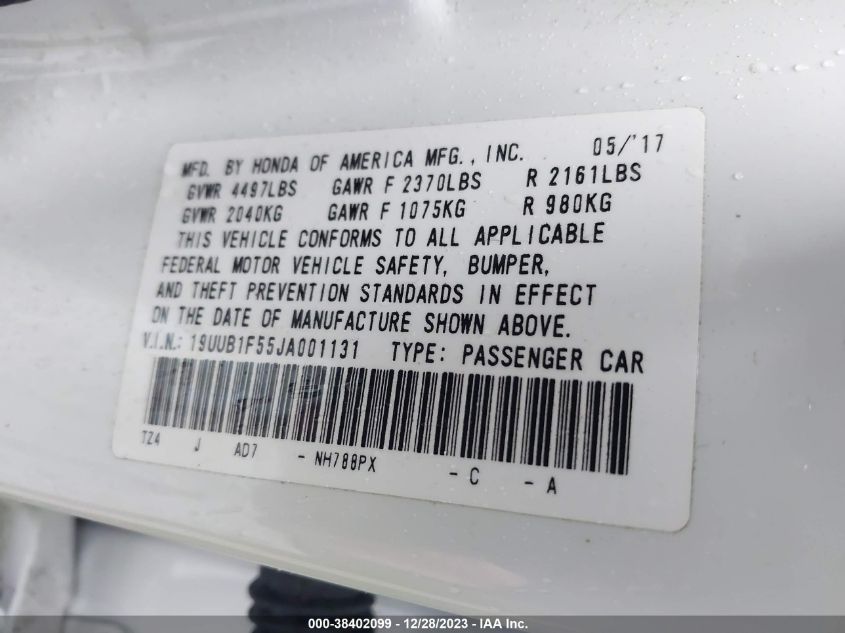 MFD. BY HONDA OF AMERICA MFG., INC. 05/'17
GVWR 4497LBS GAWR F 2370LBS R 2161LBS
GVWR 2040KG GAWR F 1075KG R 980KG
THIS VEHICLE CONFORMS TO ALL APPLICABLE
FEDERAL MOTOR VEHICLE SAFETY, BUMPER,
AND THEFT PREVENTION STANDARDS IN EFFECT
ON THE DATE OF MANUFACTURE SHOWN ABOVE.
V.I.N.: 19UUB1F55JA001131 TYPE: PASSENGER CAR
TZ4 J AD7 - NH788PX - C - A
000-38402099 - 12/28/2023 - IAAI.com.